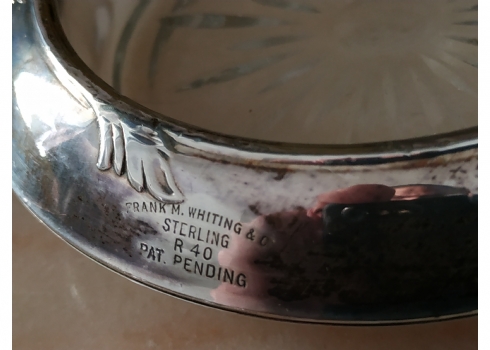 FRANK M. WHITING & Co
STERLING
R 40
PAT. PENDING